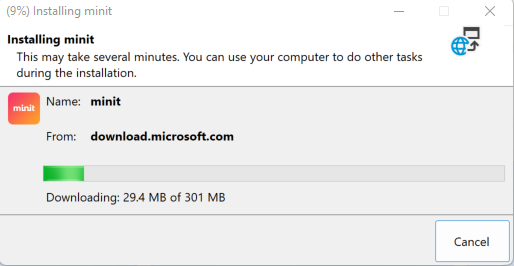 (9%) Installing minit
Installing minit
This may take several minutes. You can use your computer to do other tasks
during the installation.
minit
Name: minit
From: download.microsoft.com
Downloading: 29.4 MB of 301 MB
Cancel